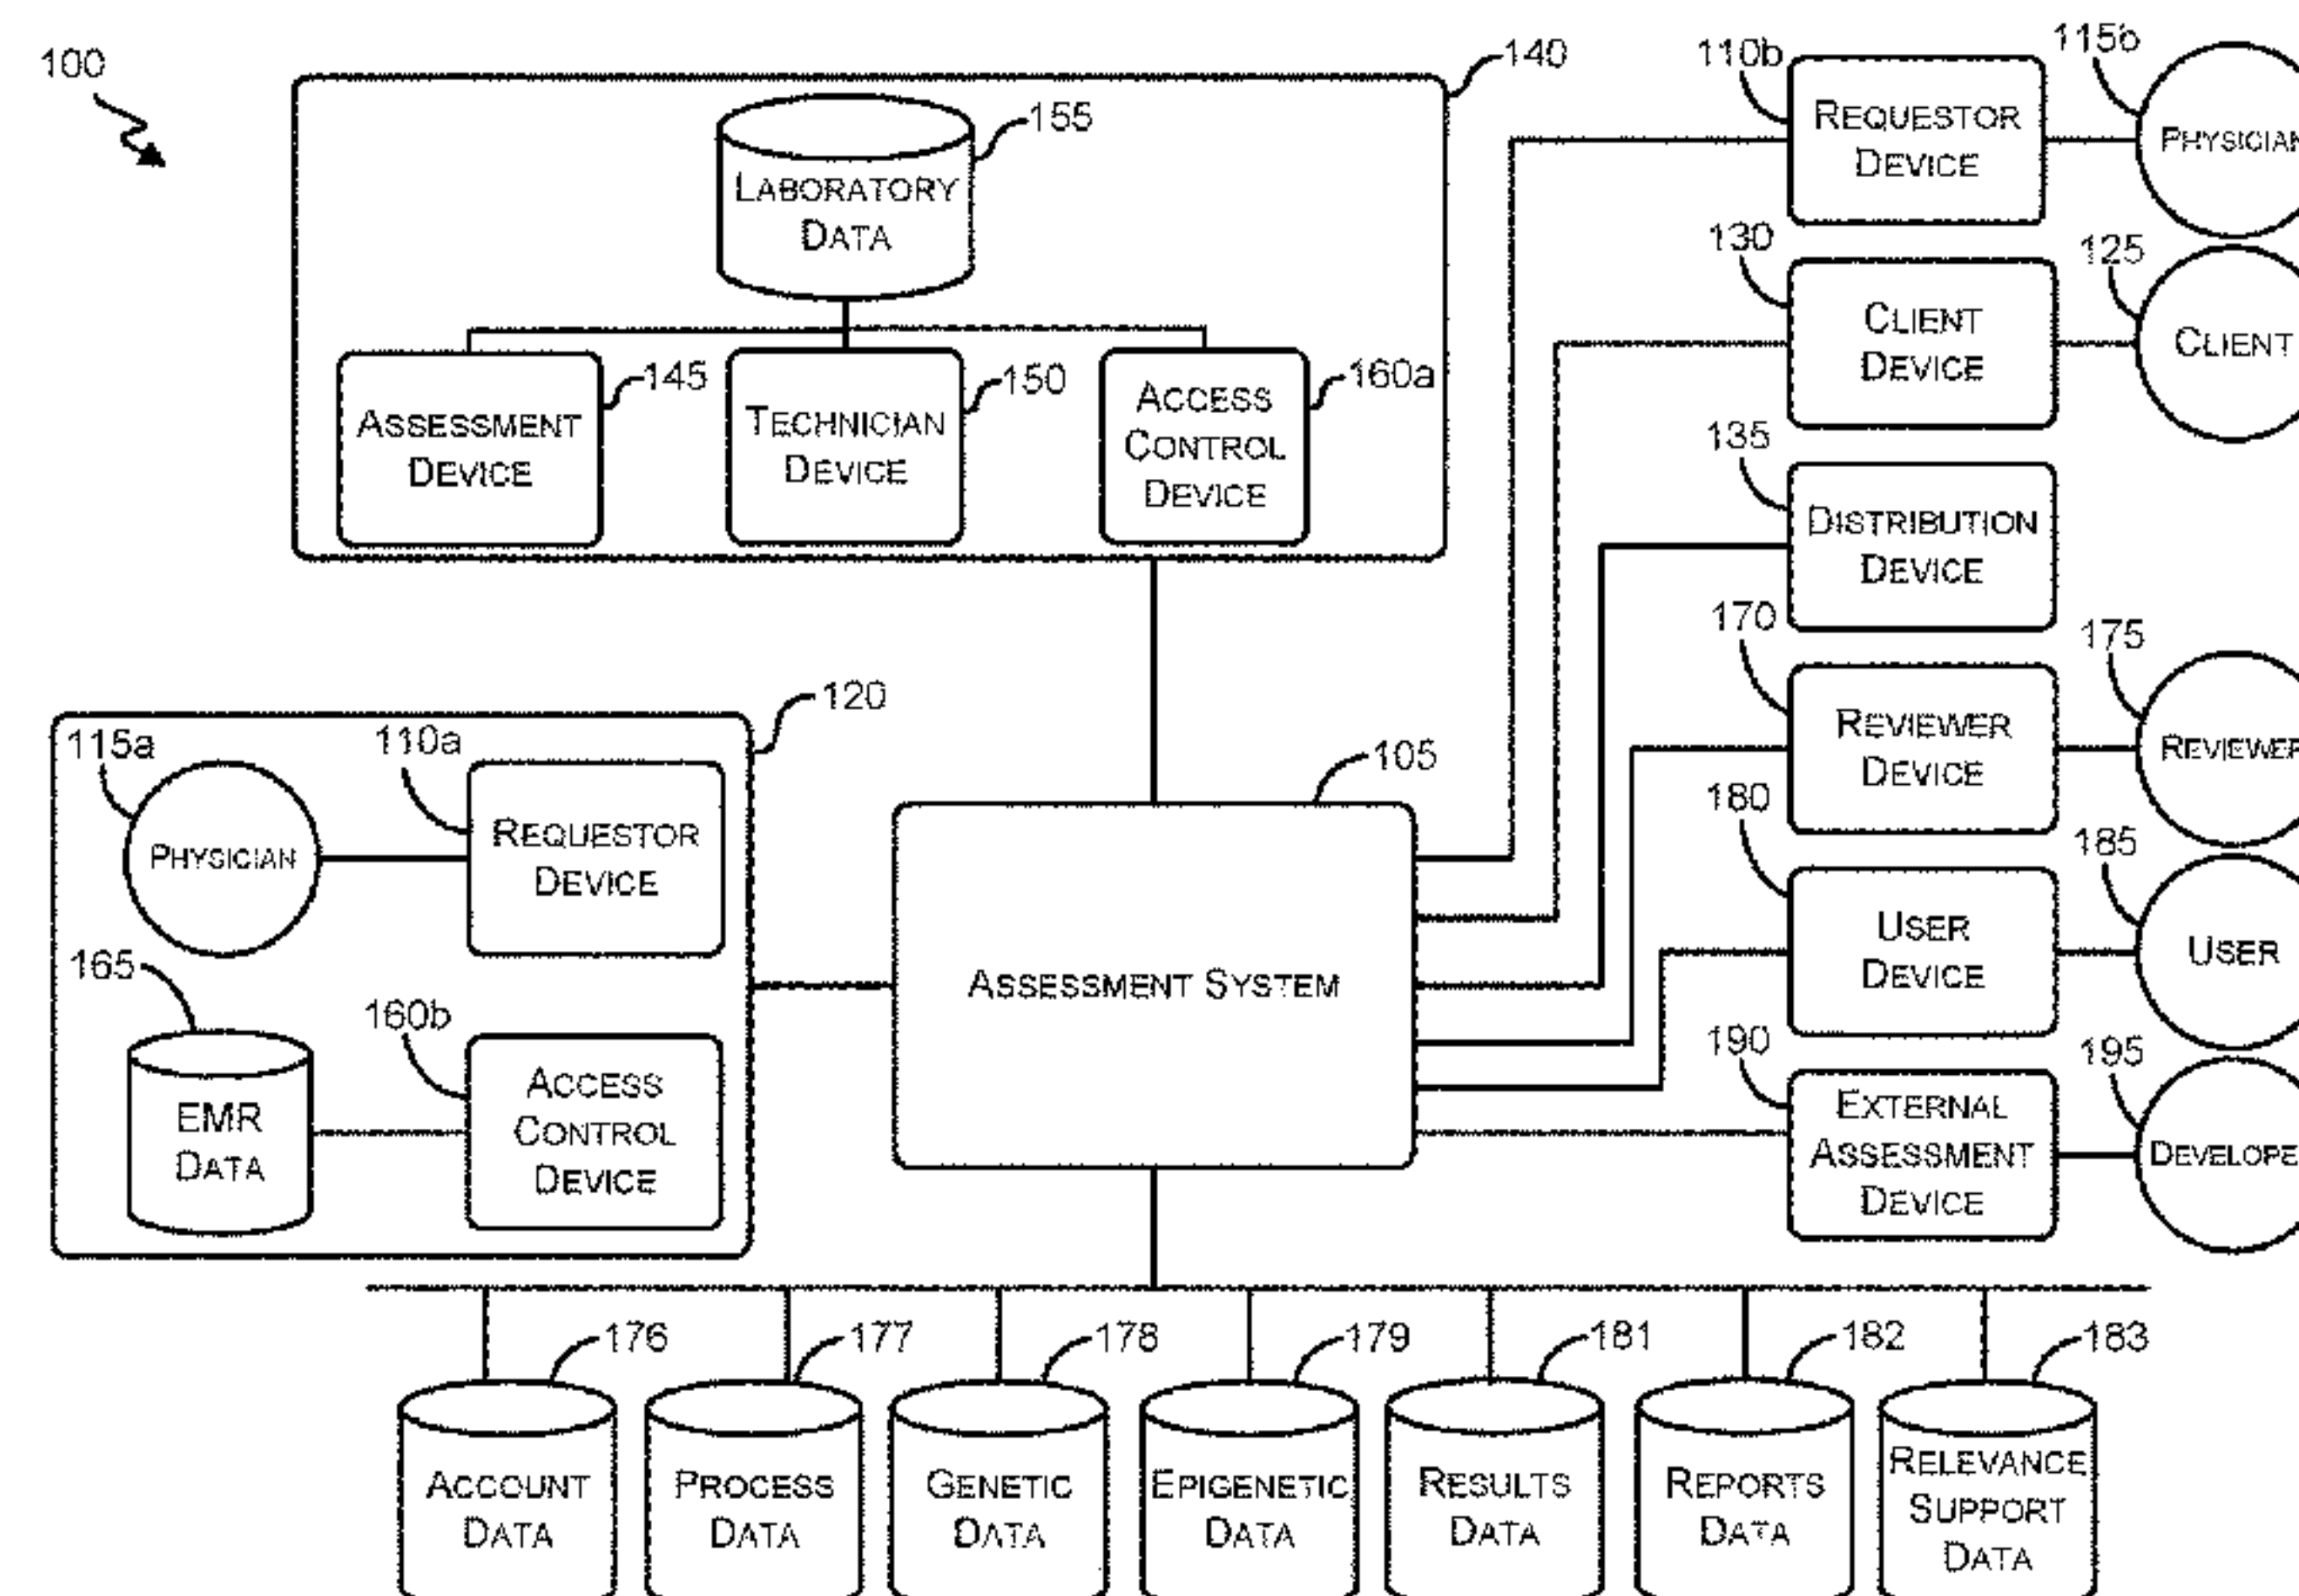 100
140
155
LABORATORY
DATA
145
ASSESSMENT
DEVICE
150
TECHNICIAN
DEVICE
160a
ACCESS
CONTROL
DEVICE
110b
REQUESTOR
DEVICE
115b
PHYSICIAN
130
CLIENT
DEVICE
125
CLIENT
135
DISTRIBUTION
DEVICE
170
REVIEWER
DEVICE
175
REVIEWER
180
USER
DEVICE
185
USER
190
EXTERNAL
ASSESSMENT
DEVICE
195
DEVELOPE
120
115a
PHYSICIAN
110a
REQUESTOR
DEVICE
165
EMR
DATA
160b
ACCESS
CONTROL
DEVICE
105
ASSESSMENT SYSTEM
176
ACCOUNT
DATA
177
PROCESS
DATA
178
GENETIC
DATA
179
EPIGENETIC
DATA
181
RESULTS
DATA
182
REPORTS
DATA
183
RELEVANCE
SUPPORT
DATA